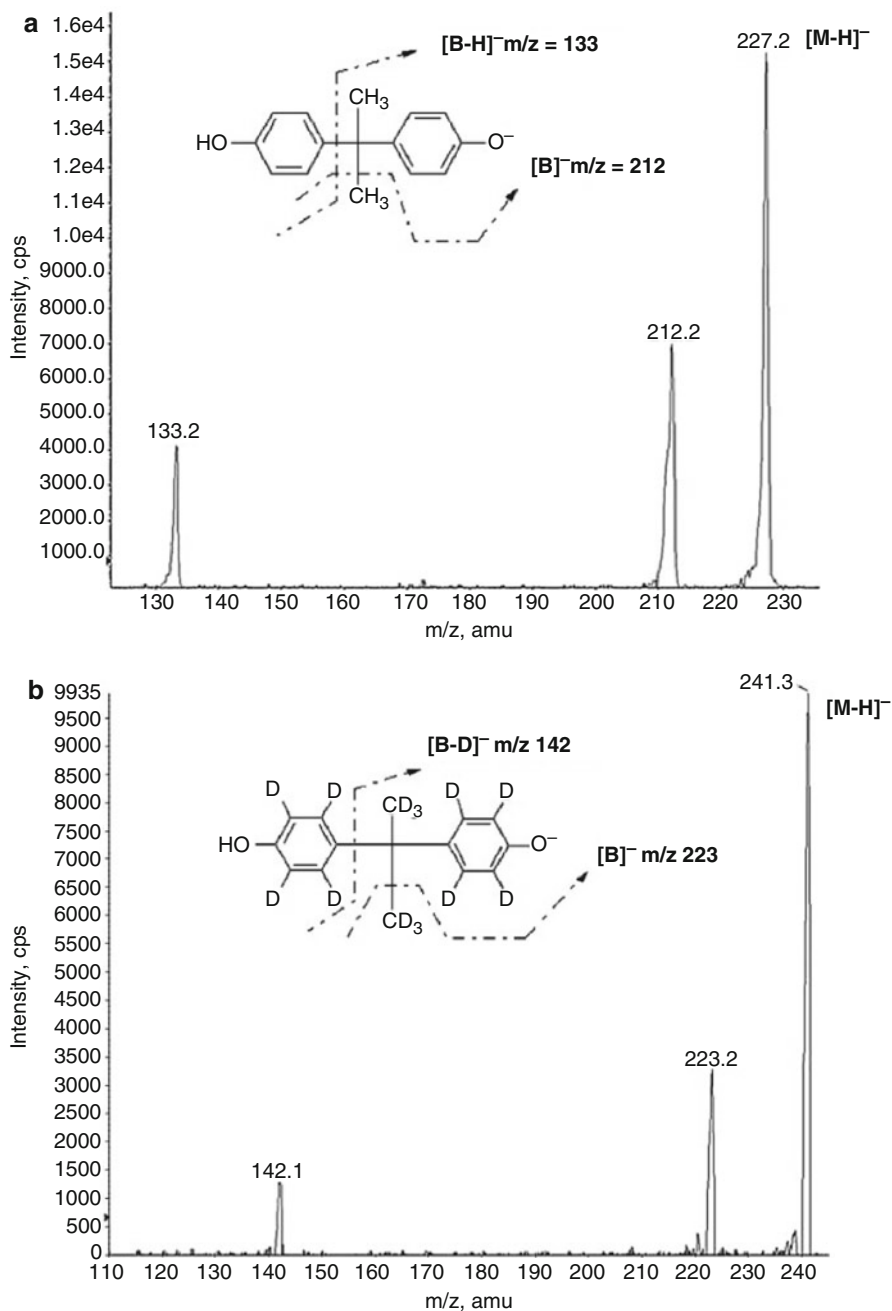 a
1.6e4
1.5e4
1.4e4
1.3e4
1.2e4
1.1e4
1.0e4
9000.0
8000.0
7000.0
6000.0
5000.0
4000.0
3000.0
2000.0
1000.0
Intensity, cps
[B-H]⁻m/z = 133
227.2
[M-H]⁻
CH₃
HO
O⁻
CH₃
[B]⁻m/z = 212
212.2
133.2
130 140 150 160 170 180 190 200 210 220 230
m/z, amu
b
9935
9500
9000
8500
8000
7500
7000
6500
6000
5500
5000
4500
4000
3500
3000
2500
2000
1500
1000
500
0
Intensity, cps
241.3
[M-H]⁻
[B-D]⁻ m/z 142
D D CD₃ D D
HO O⁻
D D CD₃ D D
[B]⁻ m/z 223
223.2
142.1
110 120 130 140 150 160 170 180 190 200 210 220 230 240
m/z, amu